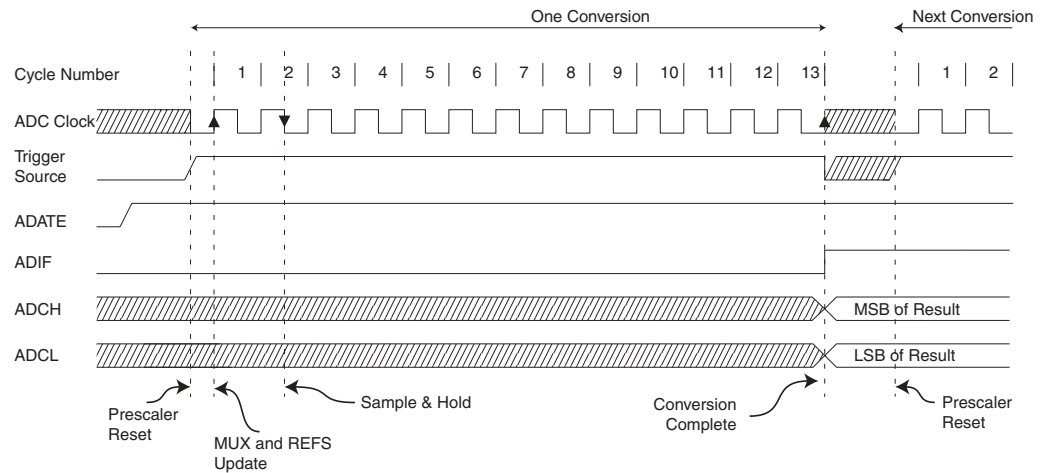 One Conversion
Next Conversion
Cycle Number 1 2 3 4 5 6 7 8 9 10 11 12 13 1 2
ADC Clock
Trigger
Source
ADATE
ADIF
ADCH
MSB of Result
ADCL
LSB of Result
Prescaler
Reset
MUX and REFS
Update
Sample & Hold
Conversion
Complete
Prescaler
Reset